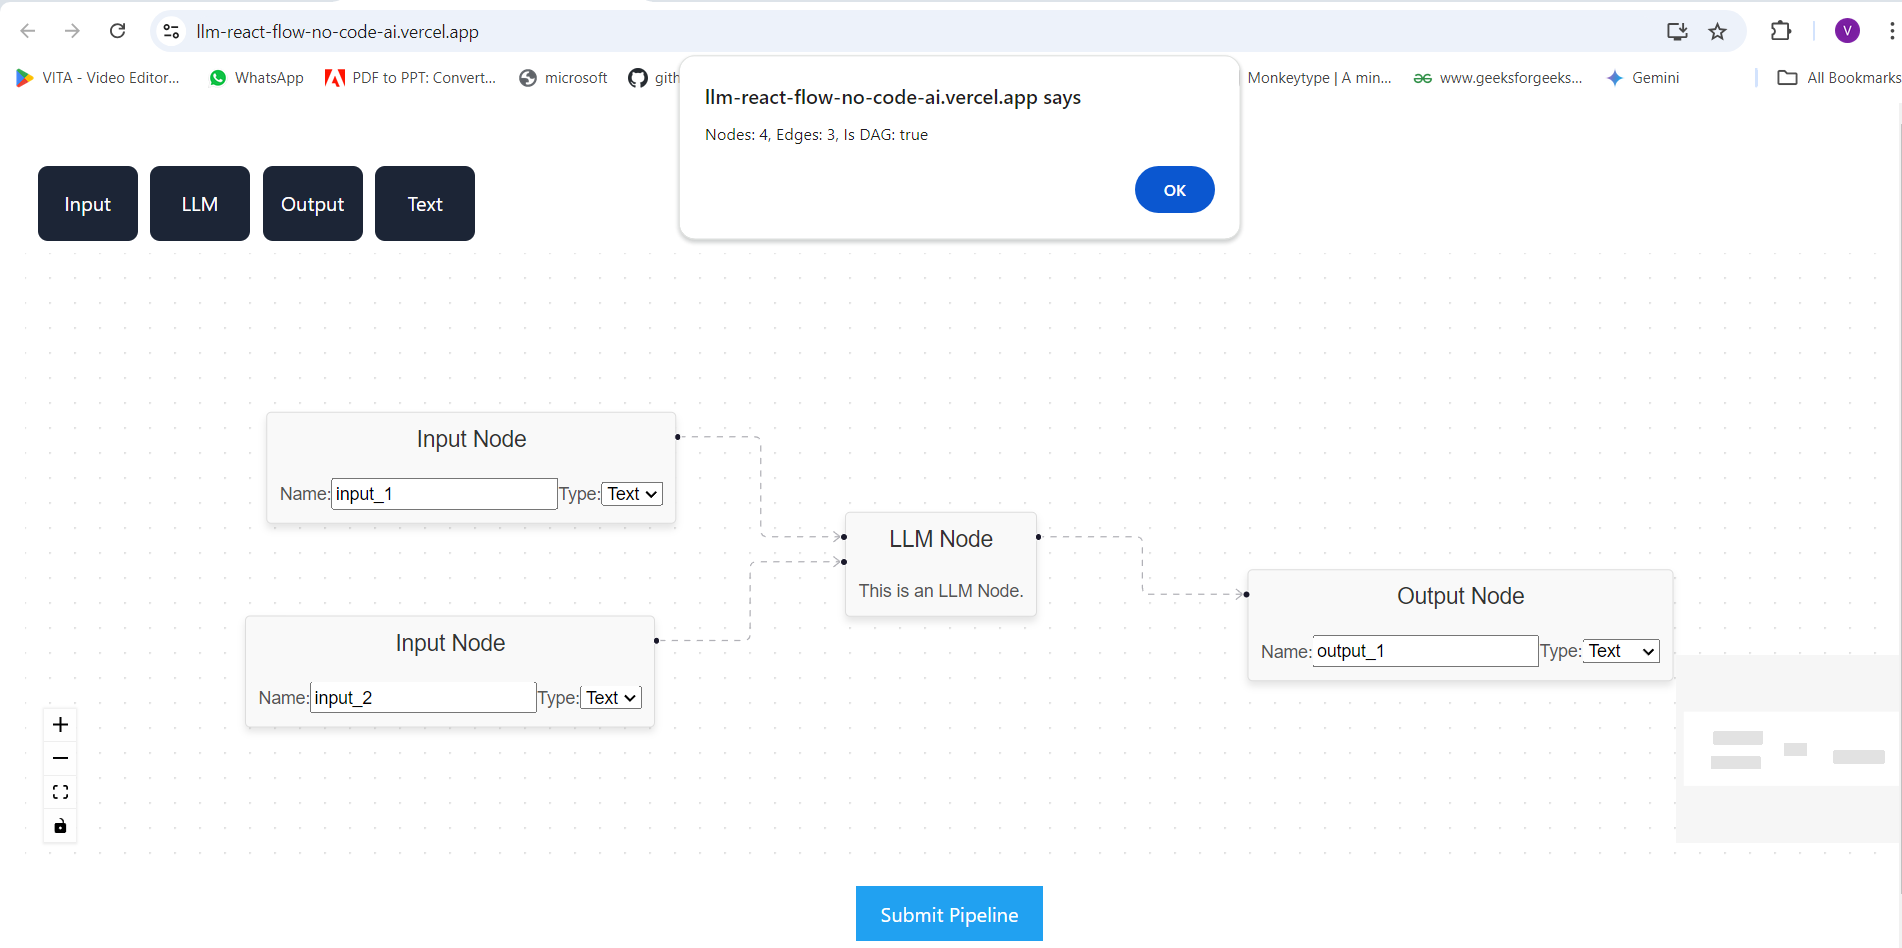 llm-react-flow-no-code-ai.vercel.app
V
VITA - Video Editor...
WhatsApp
PDF to PPT: Convert...
microsoft
gith
Monkeytype | A min...
www.geeksforgeeks...
Gemini
All Bookmarks
llm-react-flow-no-code-ai.vercel.app says
Nodes: 4, Edges: 3, Is DAG: true
OK
Input
LLM
Output
Text
Input Node
Name: input_1 Type: Text
LLM Node
This is an LLM Node.
Output Node
Name: output_1 Type: Text
Input Node
Name: input_2 Type: Text
Submit Pipeline